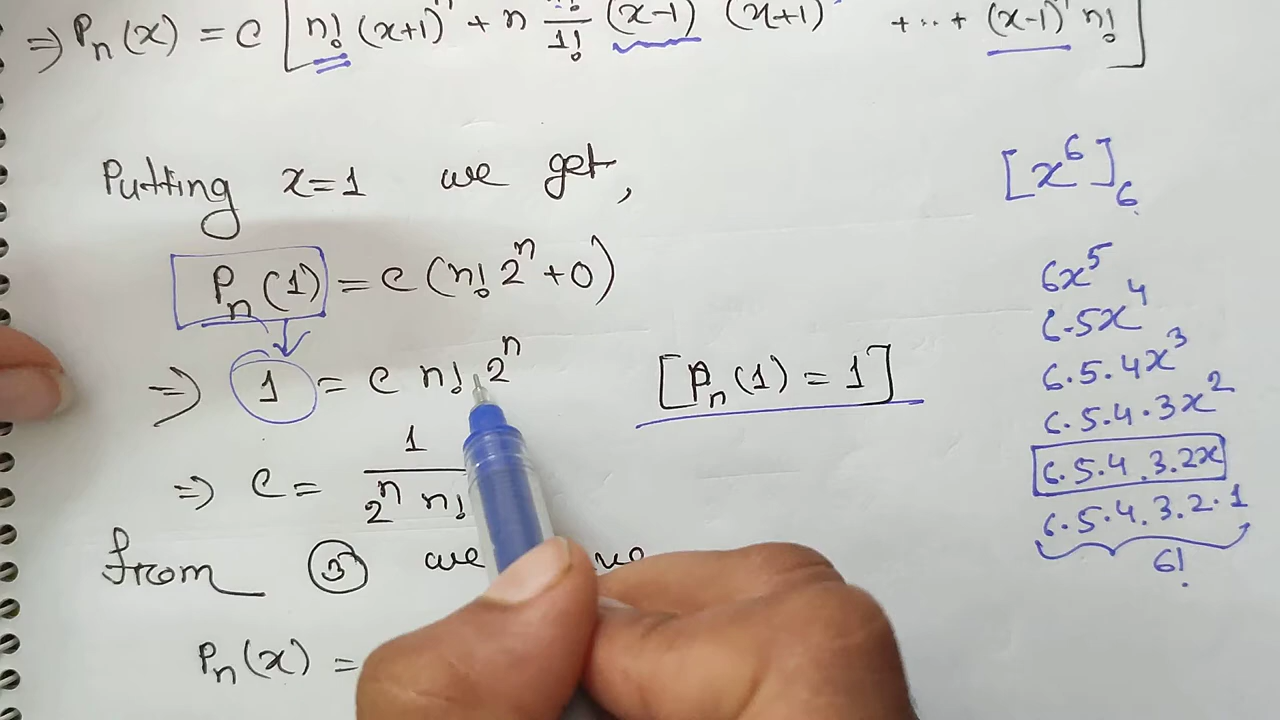 ⇒ Pₙ(x) = c [ n! (x+1)ⁿ + n n!/1! (x-1) (x+1) + ... + (x-1)ⁿ n! ]
Putting x=1 we get,
Pₙ(1) = c (n! 2ⁿ + 0)
⇒ 1 = c n! 2ⁿ [Pₙ(1) = 1]
⇒ c = 1/(2ⁿ n!)
from ③ we
Pₙ(x) =
[x⁶]₆
6x⁵
6.5x⁴
6.5.4x³
6.5.4.3x²
6.5.4.3.2x
6.5.4.3.2.1
6!